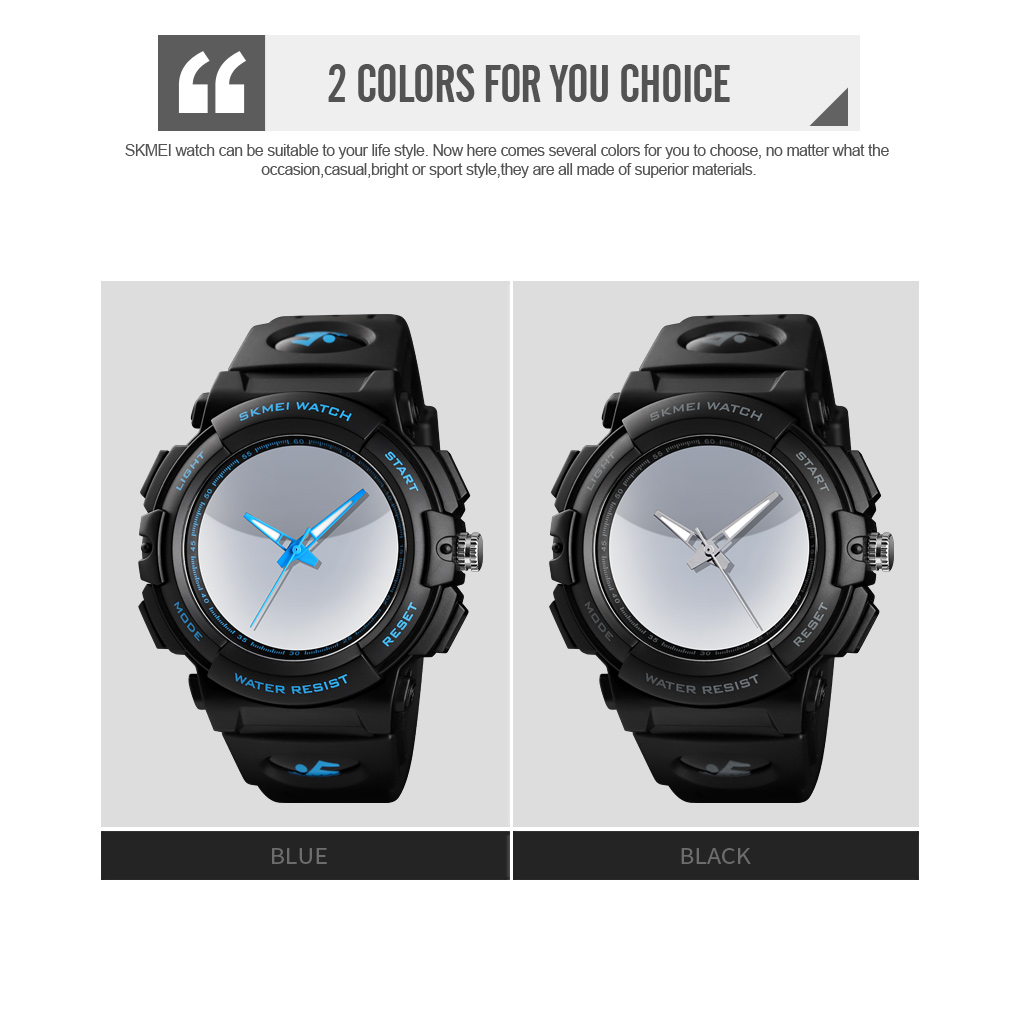 2 COLORS FOR YOU CHOICE
SKMEI watch can be suitable to your life style. Now here comes several colors for you to choose, no matter what the
occasion,casual,bright or sport style,they are all made of superior materials.
SKMEI WATCH
LIGHT
START
60
55
50
45
40
35
30
MODE
RESET
WATER RESIST
SKMEI WATCH
LIGHT
START
60
55
50
45
40
35
30
MODE
RESET
WATER RESIST
BLUE
BLACK